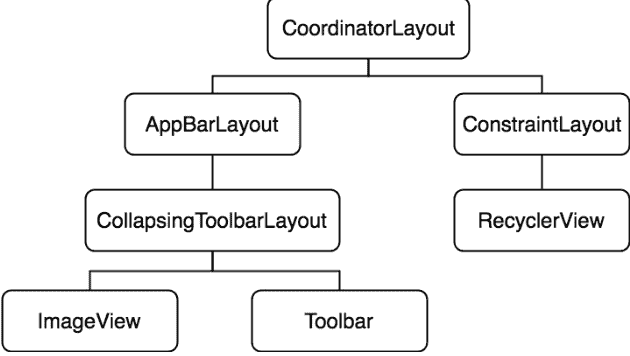 CoordinatorLayout
AppBarLayout
ConstraintLayout
CollapsingToolbarLayout
RecyclerView
ImageView
Toolbar